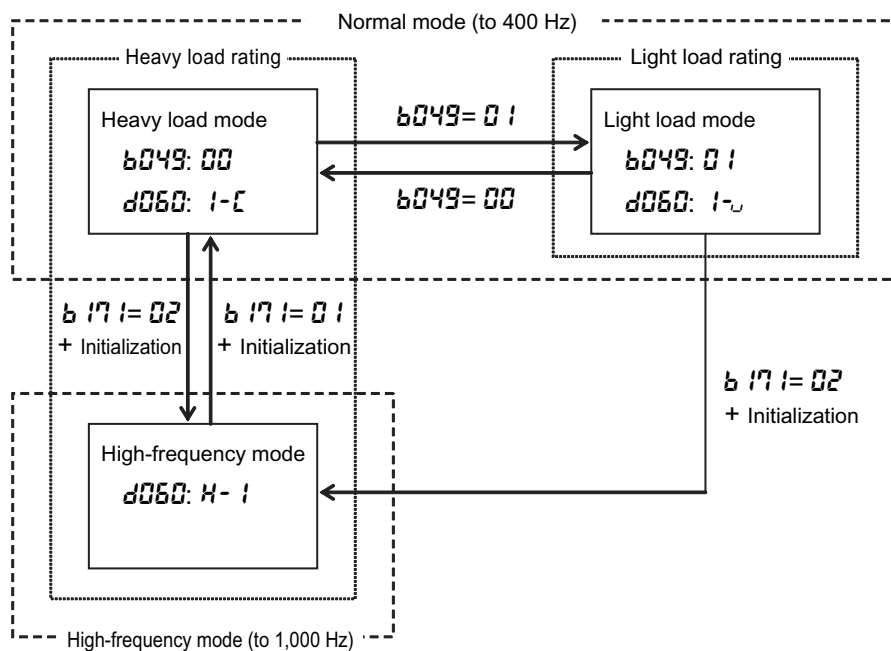 Normal mode (to 400 Hz)
Heavy load rating
Light load rating
Heavy load mode
b049: 00
d060: 1-C
b049= 01
b049= 00
Light load mode
b049: 01
d060: 1-u
b171= 02
+ Initialization
b171= 01
+ Initialization
b171= 02
+ Initialization
High-frequency mode
d060: H-1
High-frequency mode (to 1,000 Hz)